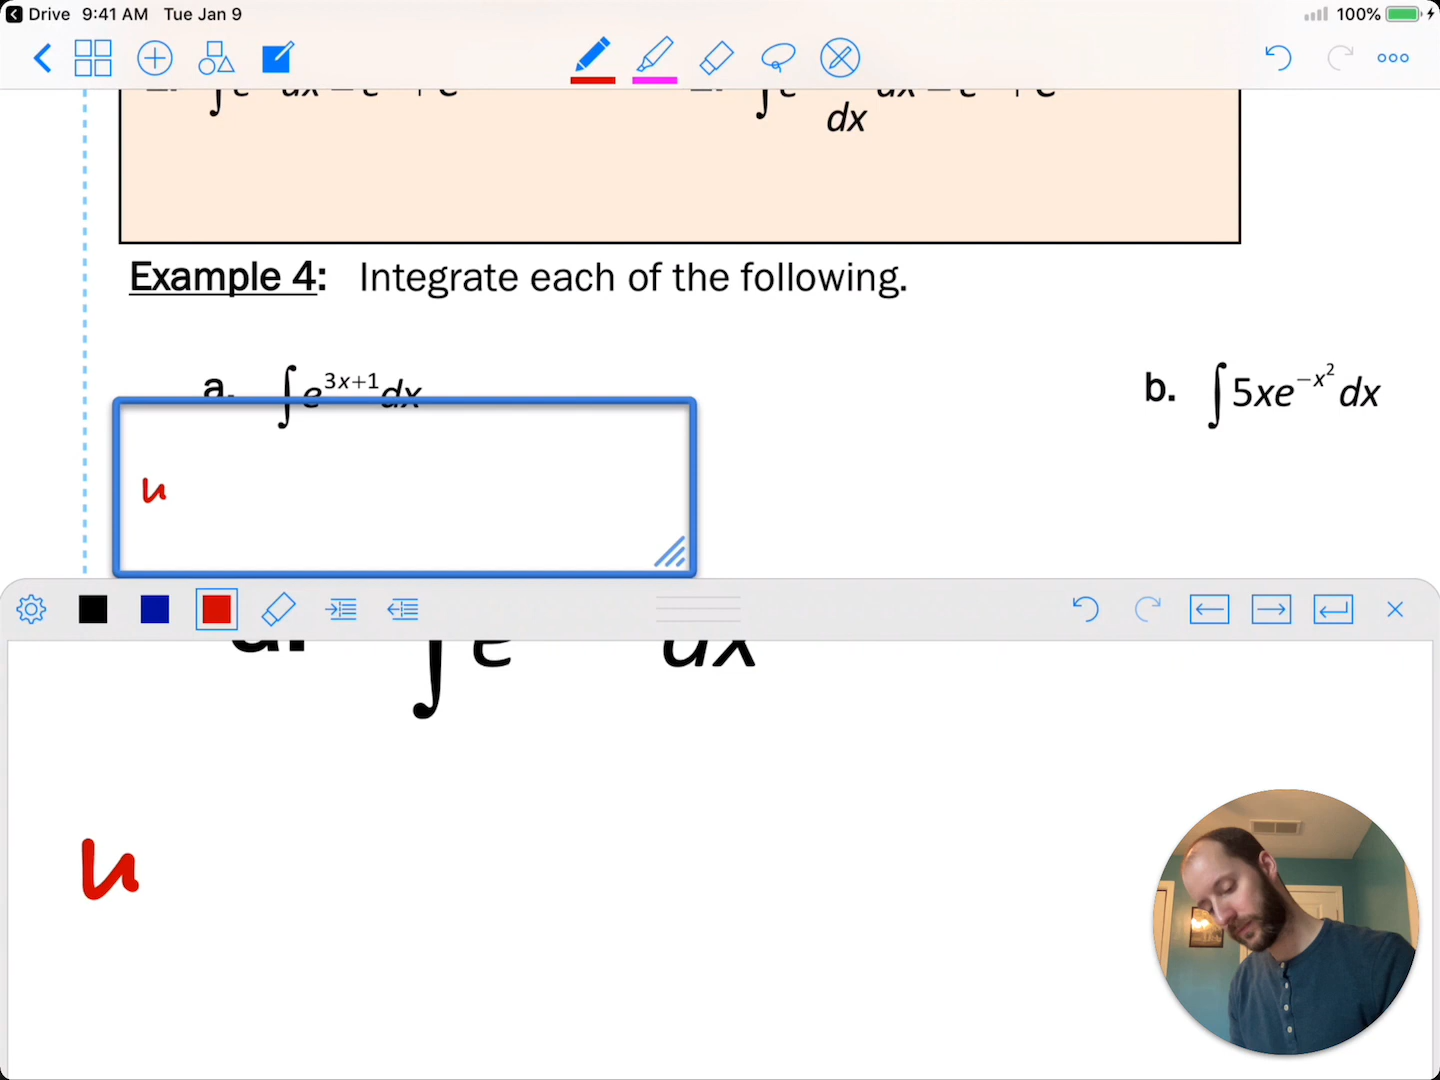 Drive 9:41 AM Tue Jan 9 100%
dx
Example 4: Integrate each of the following.
a. ∫e^{3x+1}dx b. ∫5xe^{-x^2}dx
u
u